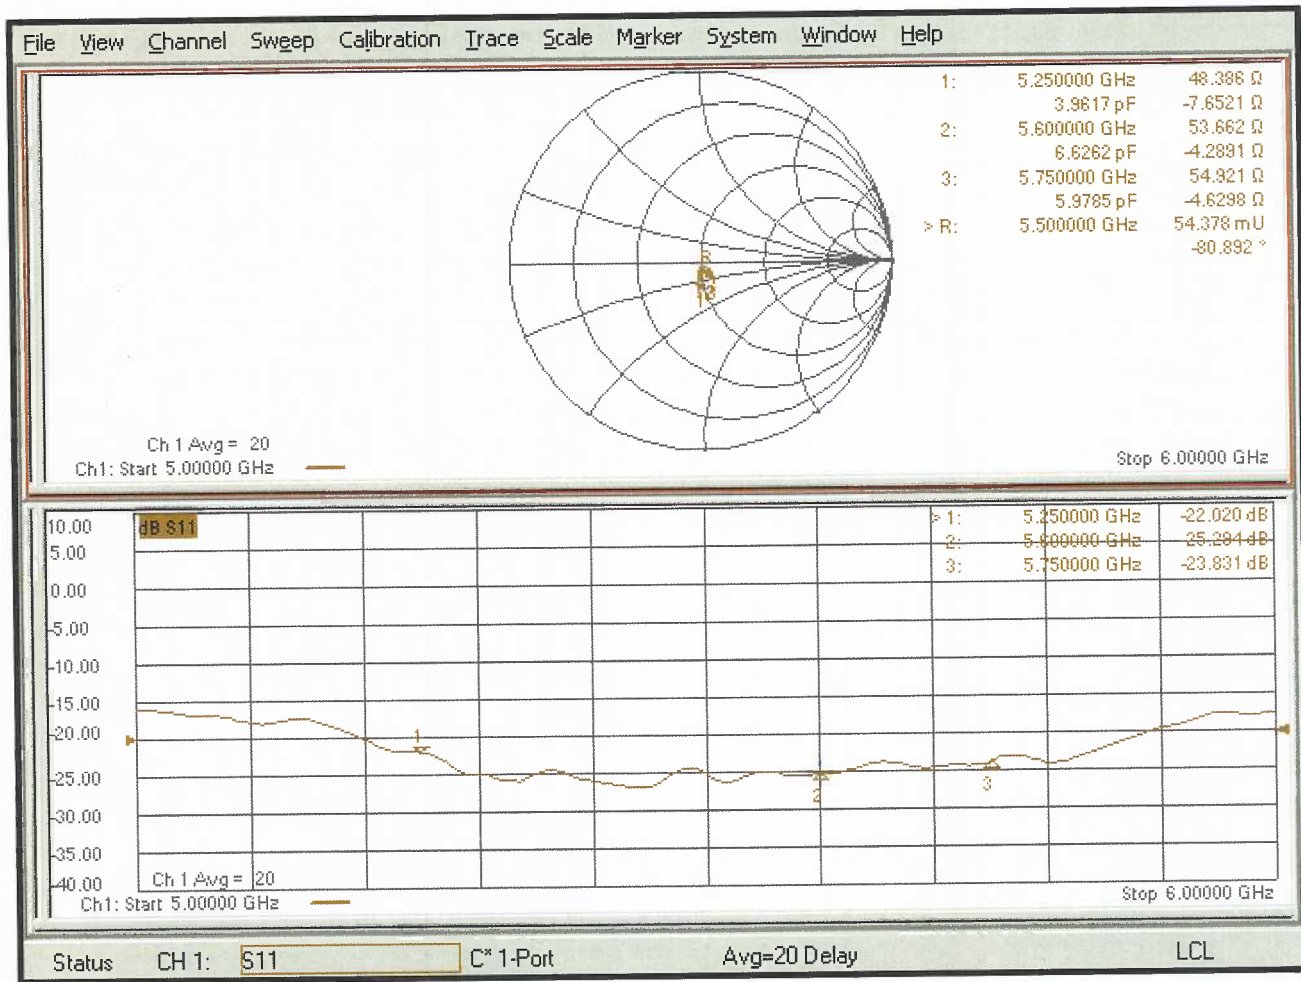 File View Channel Sweep Calibration Trace Scale Marker System Window Help
1: 5.250000 GHz 48.386 Ω
3.9617 pF -7.6521 Ω
2: 5.600000 GHz 53.662 Ω
6.6262 pF -4.2891 Ω
3: 5.750000 GHz 54.921 Ω
5.9785 pF -4.6298 Ω
> R: 5.500000 GHz 54.378 mU
-80.892 °
R
Ch 1 Avg = 20
Ch1: Start 5.00000 GHz
Stop 6.00000 GHz
10.00
5.00
0.00
-5.00
-10.00
-15.00
-20.00
-25.00
-30.00
-35.00
-40.00
dB S11
> 1: 5.250000 GHz -22.020 dB
2: 5.600000 GHz -25.294 dB
3: 5.750000 GHz -23.831 dB
1
2
3
Ch 1 Avg = 20
Ch1: Start 5.00000 GHz
Stop 6.00000 GHz
Status CH 1: S11 C* 1-Port Avg=20 Delay LCL